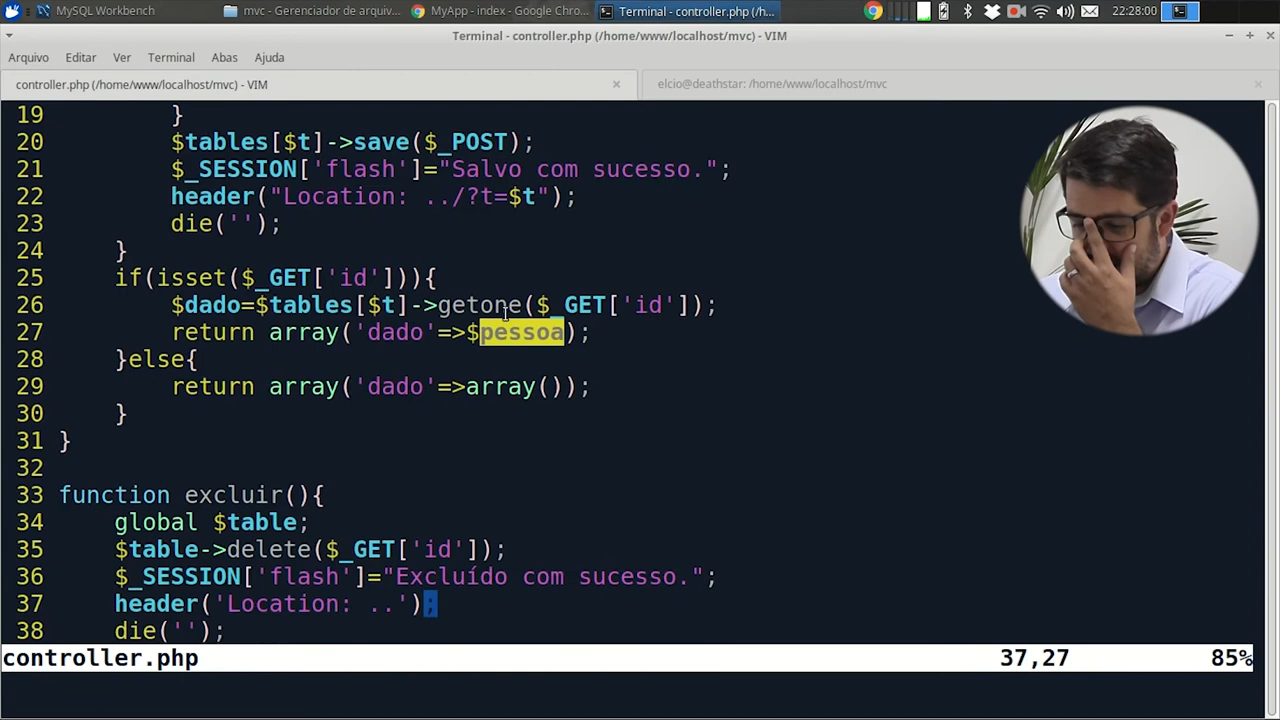 MySQL Workbench
mvc - Gerenciador de arquiv...
MyApp - index - Google Chro...
Terminal - controller.php (/h...
22:28:00
Terminal - controller.php (/home/www/localhost/mvc) - VIM
Arquivo Editar Ver Terminal Abas Ajuda
controller.php (/home/www/localhost/mvc) - VIM
elcio@deathstar: /home/www/localhost/mvc
19 }
20 $tables[$t]->save($_POST);
21 $_SESSION['flash']="Salvo com sucesso.";
22 header("Location: ../?t=$t");
23 die('');
24 }
25 if(isset($_GET['id'])){
26 $dado=$tables[$t]->getone($_GET['id']);
27 return array('dado'=>$pessoa);
28 }else{
29 return array('dado'=>array());
30 }
31 }
32
33 function excluir(){
34 global $table;
35 $table->delete($_GET['id']);
36 $_SESSION['flash']="Excluído com sucesso.";
37 header('Location: ..');
38 die('');
controller.php 37,27 85%